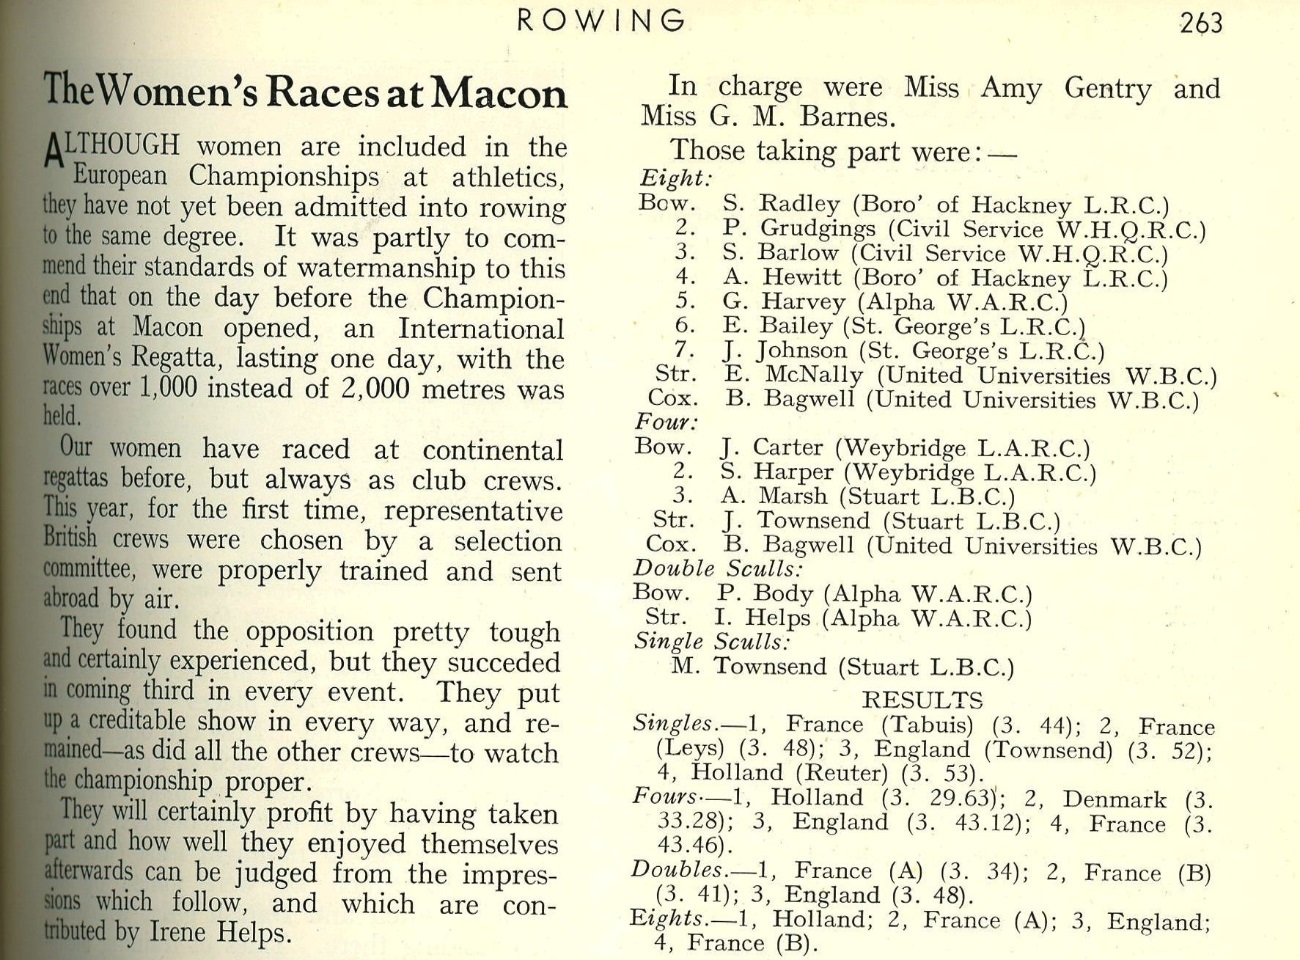 ROWING
263
The Women's Races at Macon
ALTHOUGH women are included in the
European Championships at athletics,
they have not yet been admitted into rowing
to the same degree. It was partly to com-
mend their standards of watermanship to this
end that on the day before the Champion-
ships at Macon opened, an International
Women's Regatta, lasting one day, with the
races over 1,000 instead of 2,000 metres was
held.
Our women have raced at continental
regattas before, but always as club crews.
This year, for the first time, representative
British crews were chosen by a selection
committee, were properly trained and sent
abroad by air.
They found the opposition pretty tough
and certainly experienced, but they succeded
in coming third in every event. They put
up a creditable show in every way, and re-
mained—as did all the other crews—to watch
the championship proper.
They will certainly profit by having taken
part and how well they enjoyed themselves
afterwards can be judged from the impres-
sions which follow, and which are con-
tributed by Irene Helps.
In charge were Miss Amy Gentry and
Miss G. M. Barnes.
Those taking part were:—
Eight:
Bow. S. Radley (Boro' of Hackney L.R.C.)
2. P. Grudgings (Civil Service W.H.Q.R.C.)
3. S. Barlow (Civil Service W.H.Q.R.C.)
4. A. Hewitt (Boro' of Hackney L.R.C.)
5. G. Harvey (Alpha W.A.R.C.)
6. E. Bailey (St. George's L.R.C.)
7. J. Johnson (St. George's L.R.C.)
Str. E. McNally (United Universities W.B.C.)
Cox. B. Bagwell (United Universities W.B.C.)
Four:
Bow. J. Carter (Weybridge L.A.R.C.)
2. S. Harper (Weybridge L.A.R.C.)
3. A. Marsh (Stuart L.B.C.)
Str. J. Townsend (Stuart L.B.C.)
Cox. B. Bagwell (United Universities W.B.C.)
Double Sculls:
Bow. P. Body (Alpha W.A.R.C.)
Str. I. Helps (Alpha W.A.R.C.)
Single Sculls:
M. Townsend (Stuart L.B.C.)
RESULTS
Singles.—1, France (Tabuis) (3. 44); 2, France
(Leys) (3. 48); 3, England (Townsend) (3. 52);
4, Holland (Reuter) (3. 53).
Fours.—1, Holland (3. 29.63); 2, Denmark (3.
33.28); 3, England (3. 43.12); 4, France (3.
43.46).
Doubles.—1, France (A) (3. 34); 2, France (B)
(3. 41); 3, England (3. 48).
Eights.—1, Holland; 2, France (A); 3, England;
4, France (B).